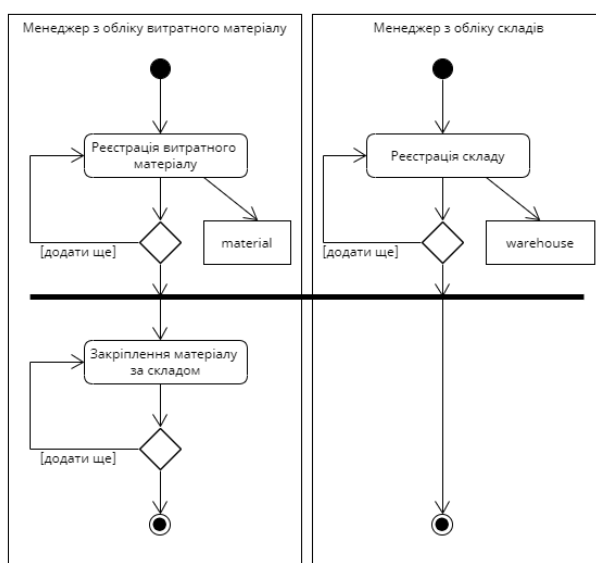 Менеджер з обліку витратного матеріалу
Менеджер з обліку складів
Реєстрація витратного
матеріалу
Реєстрація складу
material
warehouse
[додати ще]
[додати ще]
Закріплення матеріалу
за складом
[додати ще]